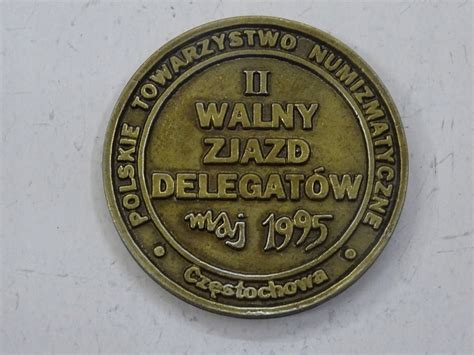 POLSKIE TOWARZYSTWO NUMIZMATYCZNE
II
WALNY
ZJAZD
DELEGATÓW
maj 1995
Częstochowa